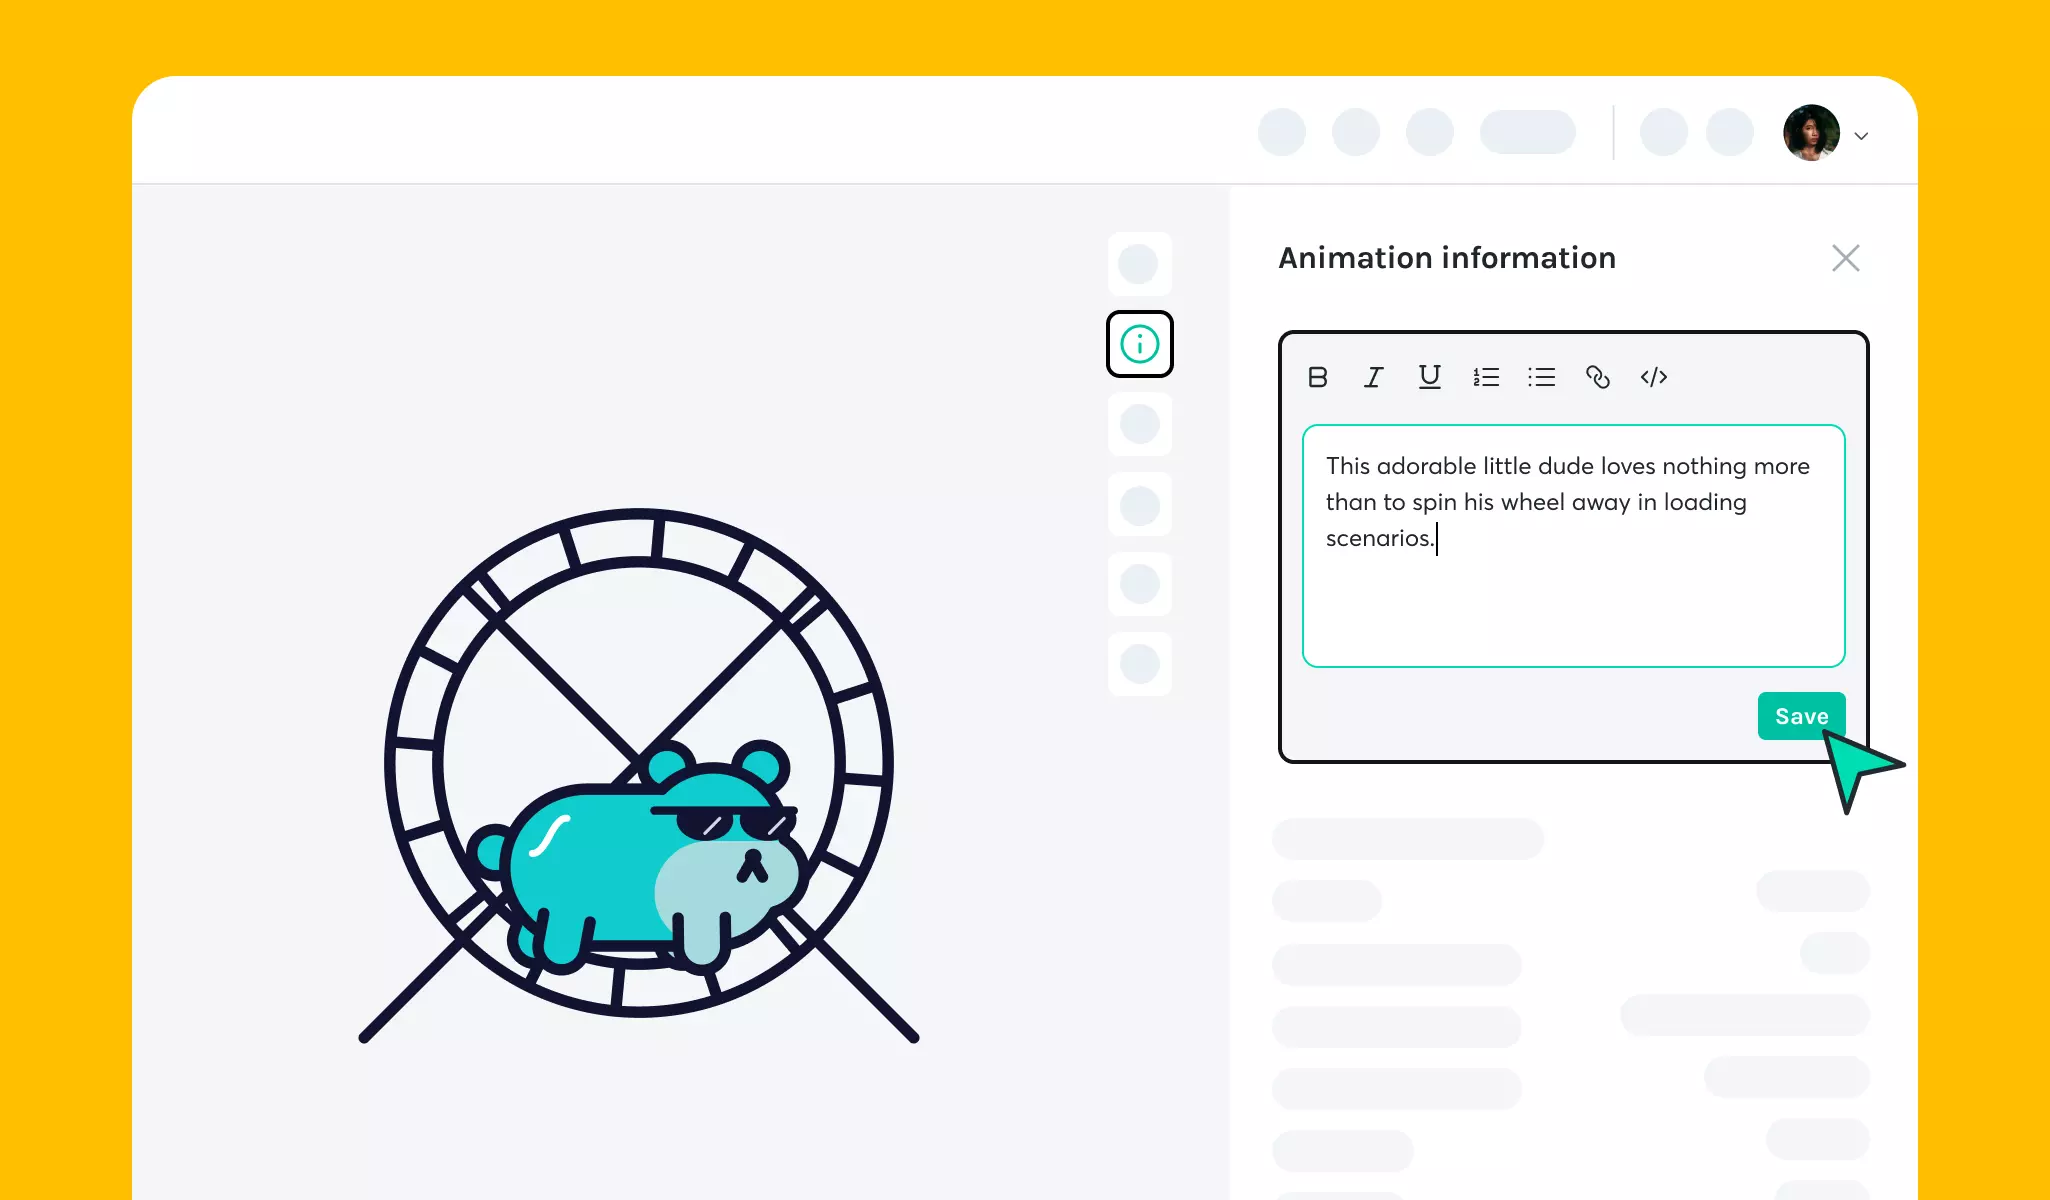 Animation information
This adorable little dude loves nothing more
than to spin his wheel away in loading
scenarios.
Save